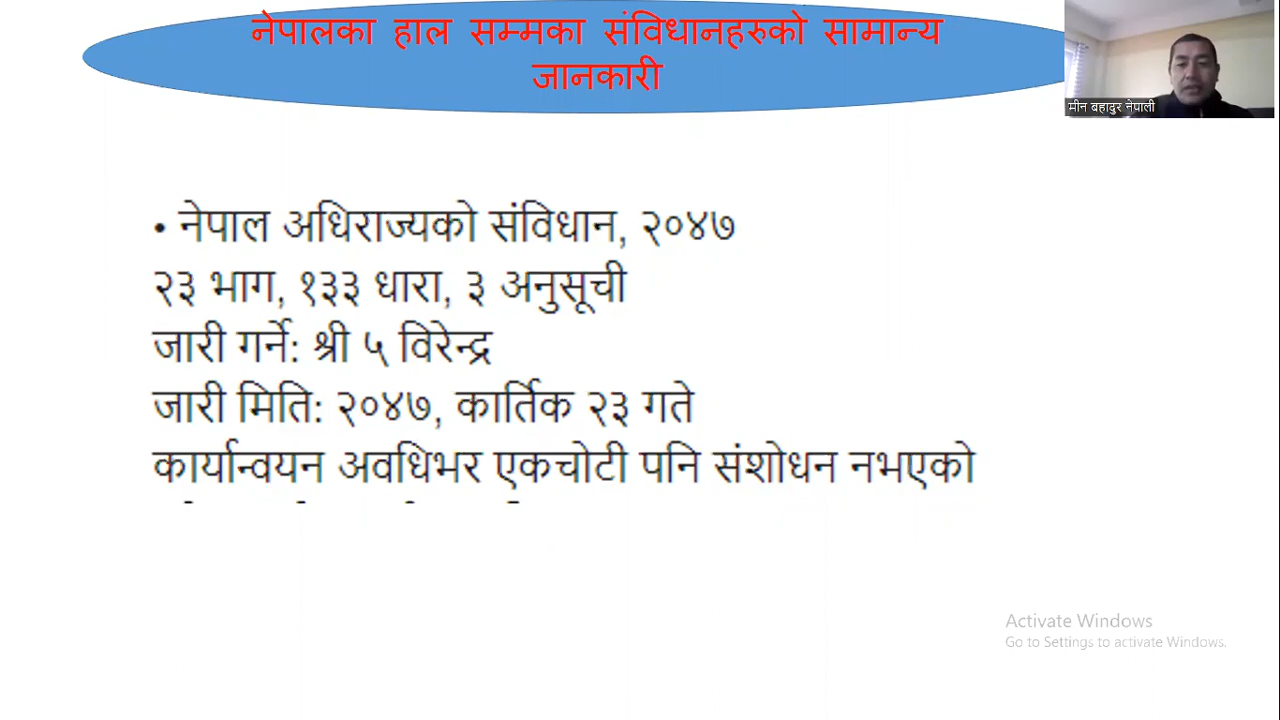 नेपालका हाल सम्मका संविधानहरुको सामान्य
जानकारी
मीन बहादुर नेपाली
• नेपाल अधिराज्यको संविधान, २०४७
२३ भाग, १३३ धारा, ३ अनुसूची
जारी गर्ने: श्री ५ विरेन्द्र
जारी मिति: २०४७, कार्तिक २३ गते
कार्यान्वयन अवधिभर एकचोटी पनि संशोधन नभएको
Activate Windows
Go to Settings to activate Windows.